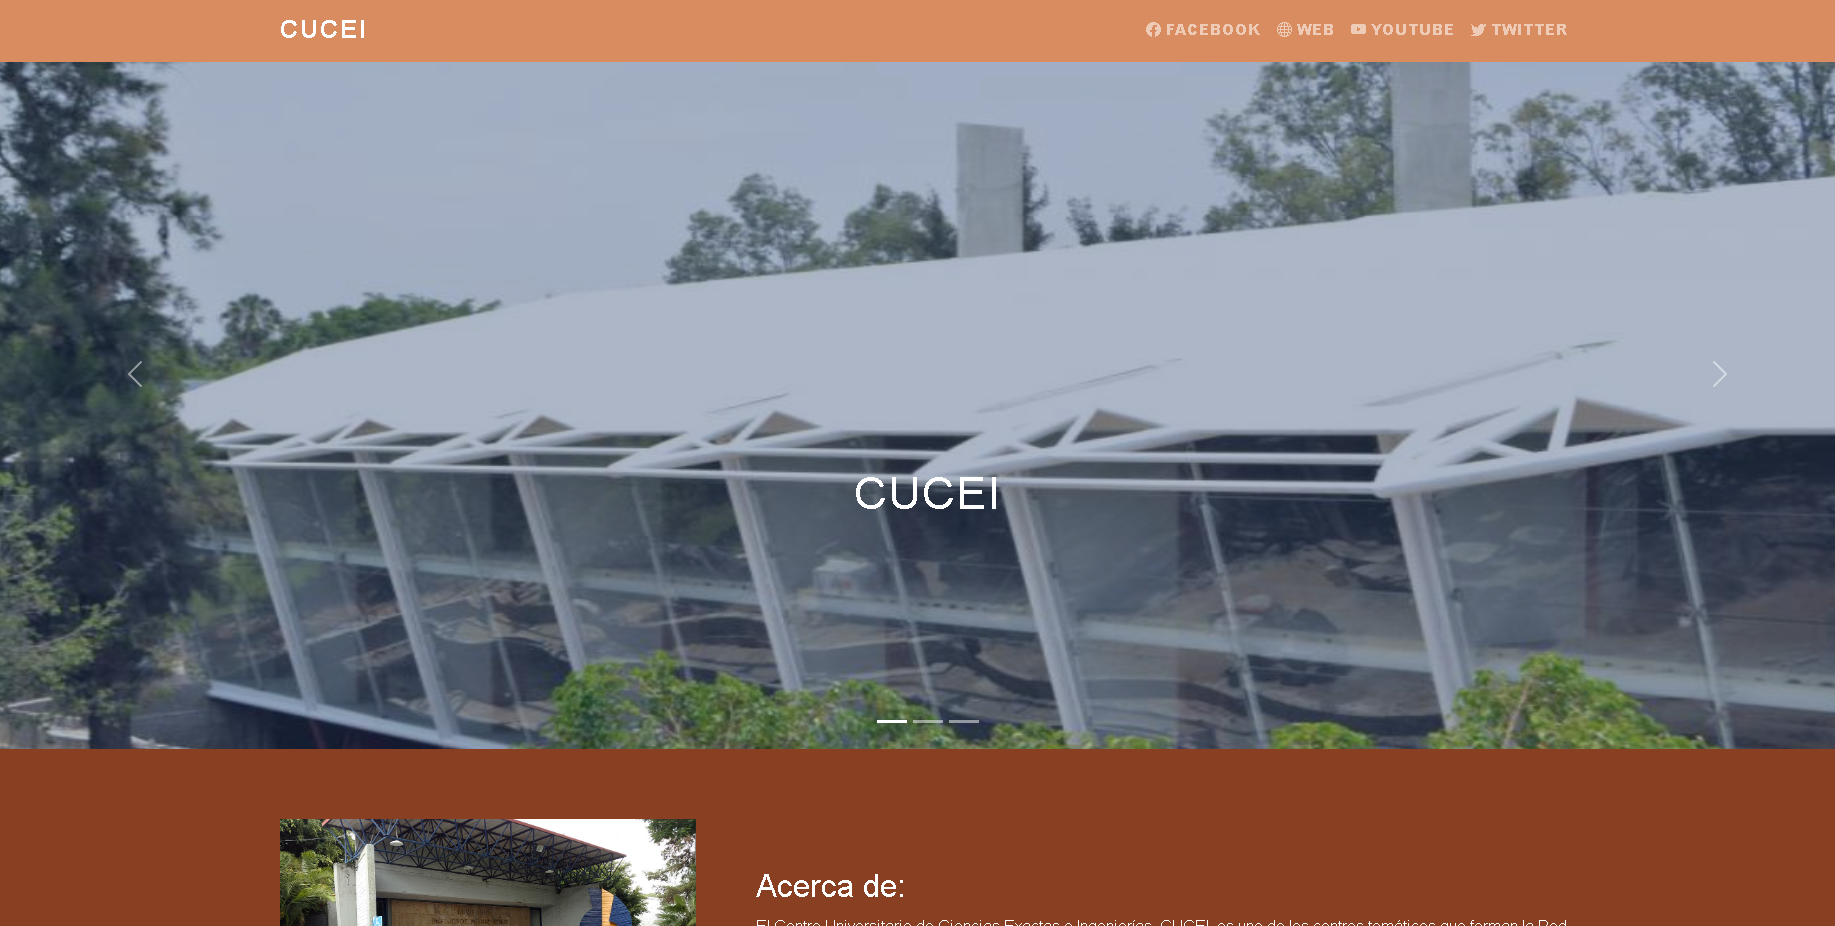 CUCEI
FACEBOOK WEB YOUTUBE TWITTER
CUCEI
Acerca de:
El Centro Universitario de Ciencias Exactas e Ingenierías, CUCEI, es uno de los centros temáticos que forman la Red